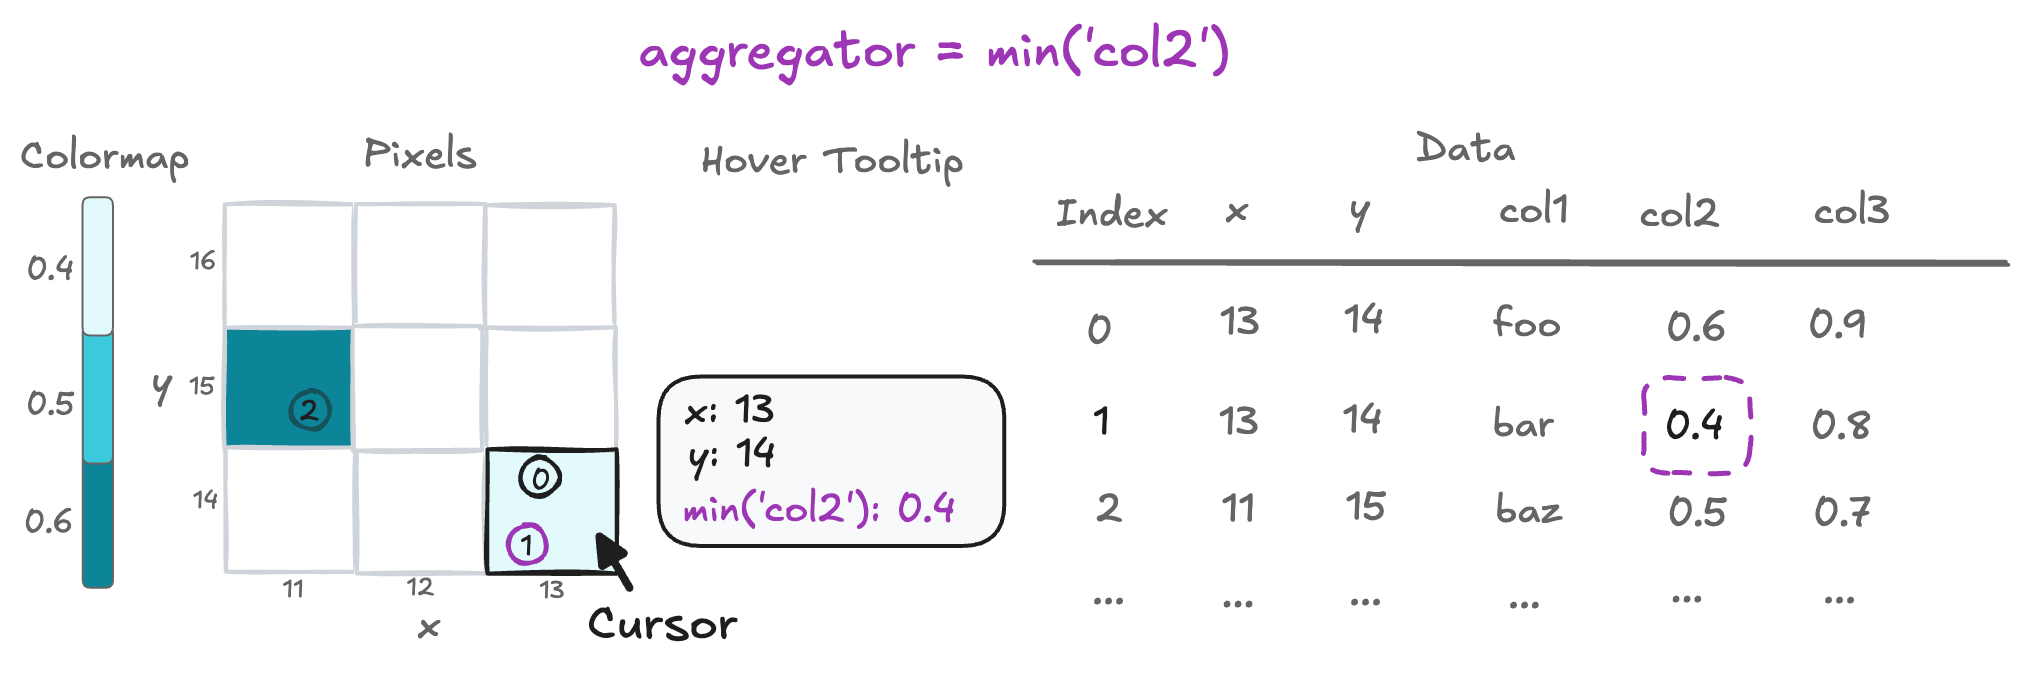 aggregator = min('col2')
Colormap
0.4
0.5
0.6
Pixels
y
16
15
14
2
0
1
11 12 13
x
Cursor
Hover Tooltip
x: 13
y: 14
min('col2'): 0.4
Data
Index x y col1 col2 col3
0 13 14 foo 0.6 0.9
1 13 14 bar 0.4 0.8
2 11 15 baz 0.5 0.7
... ... ... ... ... ...